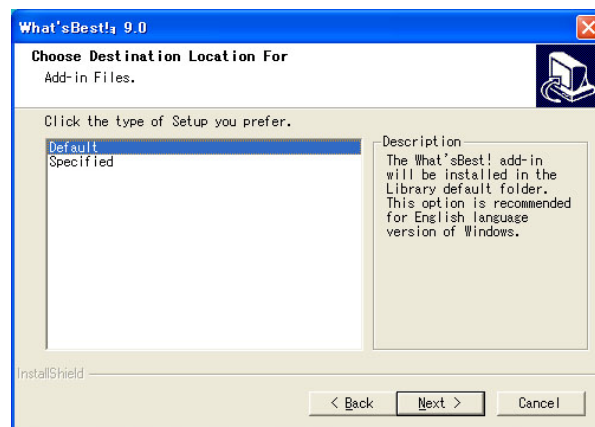 What'sBest!ョ 9.0
Choose Destination Location For
Add-in Files.
Click the type of Setup you prefer.
Default
Specified
Description
The What'sBest! add-in
will be installed in the
Library default folder.
This option is recommended
for English language
version of Windows.
InstallShield
< Back
Next >
Cancel